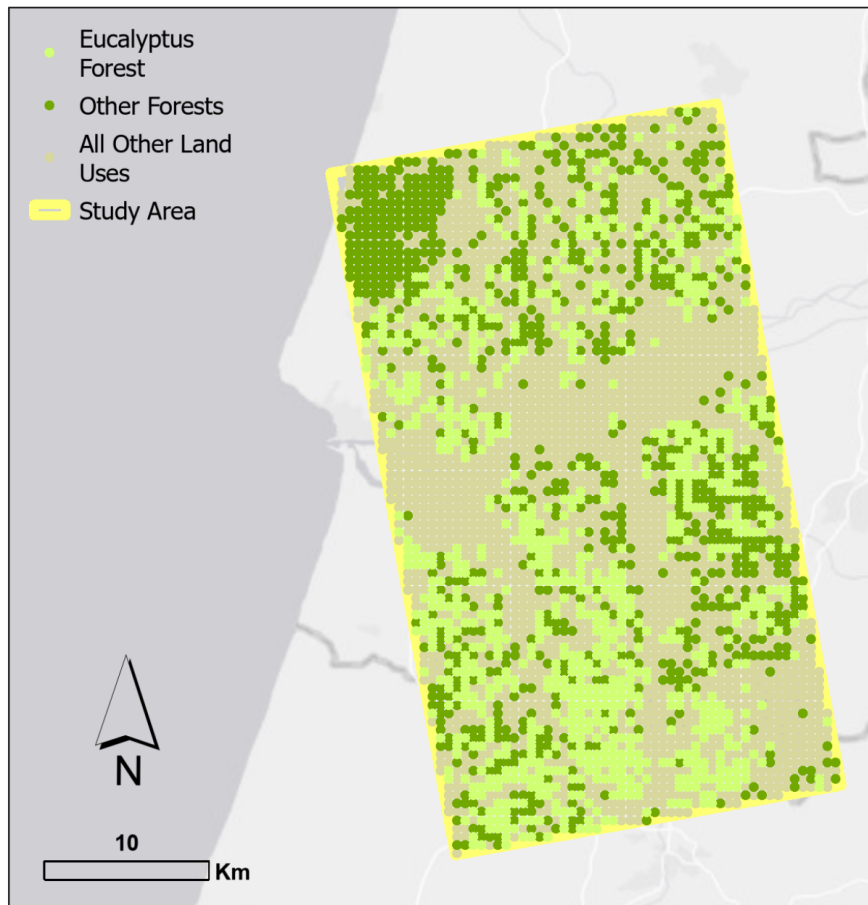 Eucalyptus
Forest
Other Forests
All Other Land
Uses
Study Area
N
10
Km